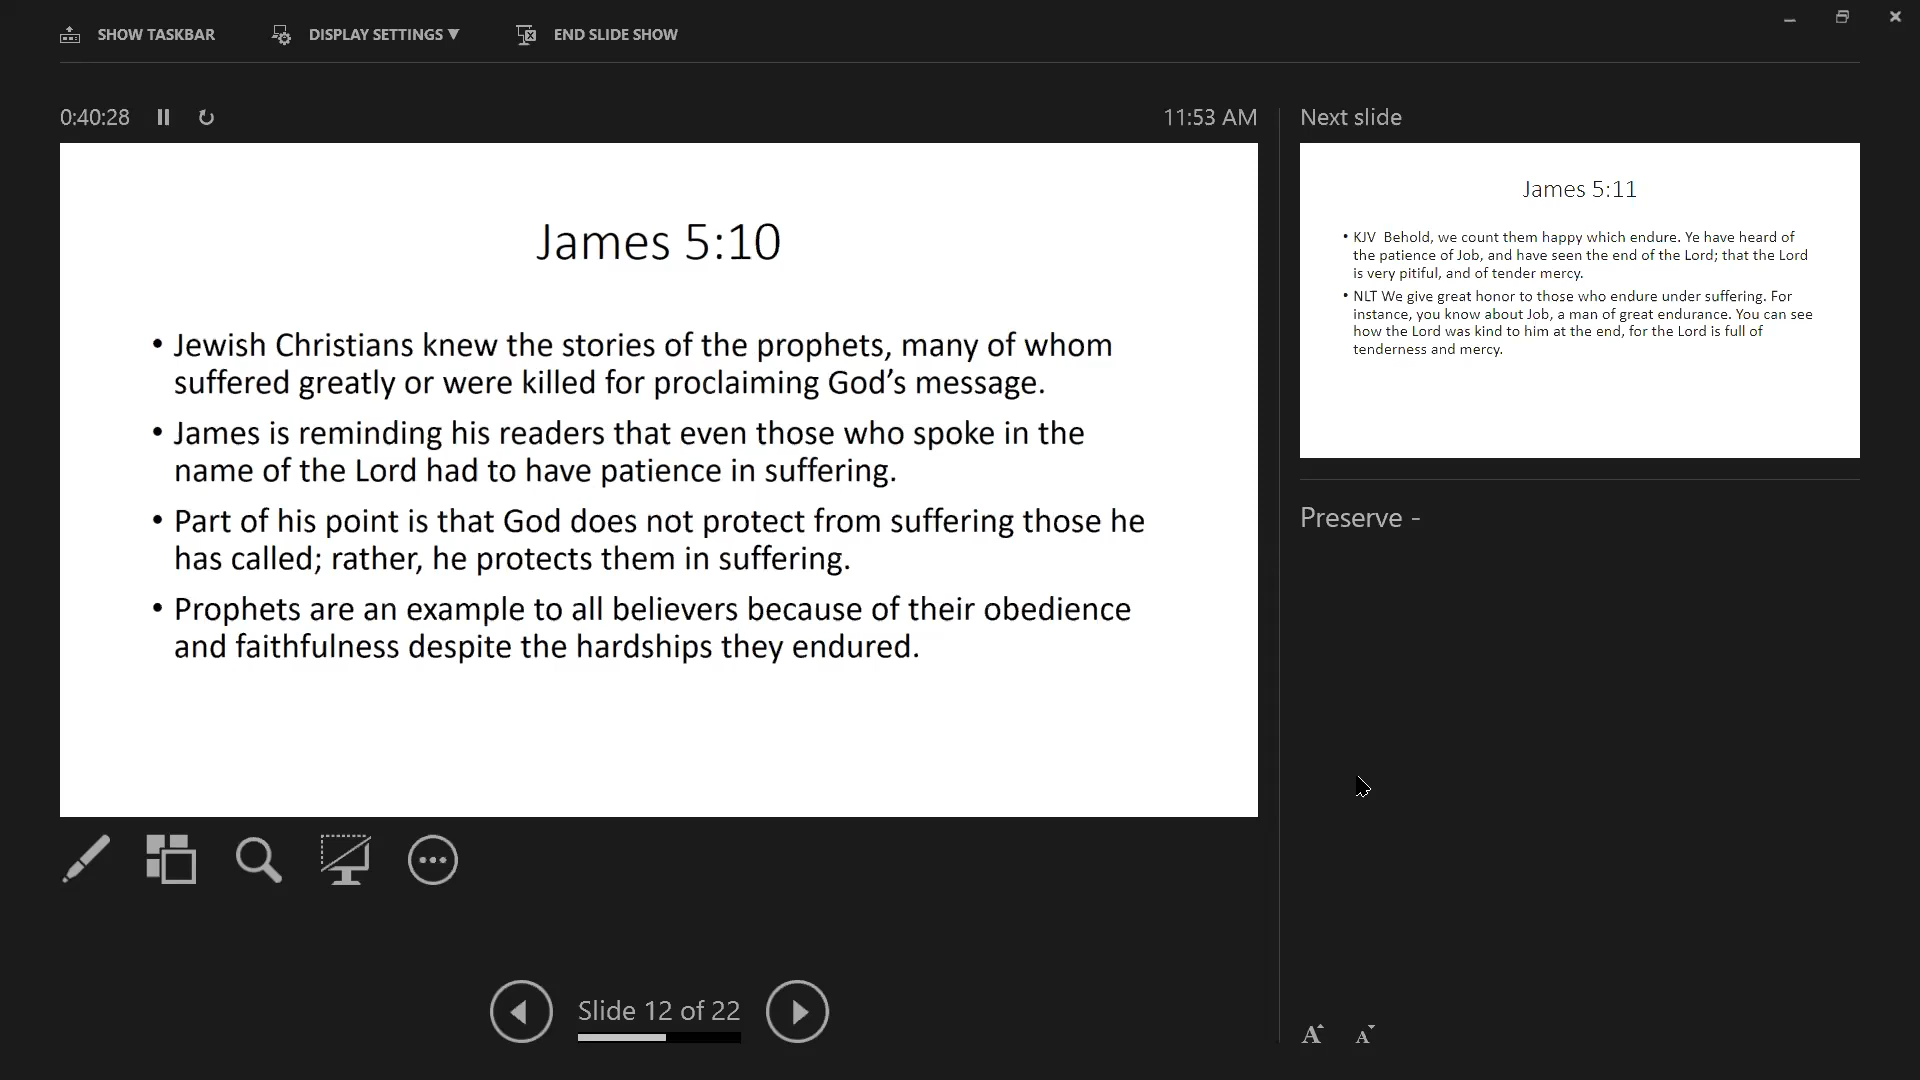 SHOW TASKBAR
DISPLAY SETTINGS ▼
END SLIDE SHOW
0:40:28
11:53 AM
James 5:10
• Jewish Christians knew the stories of the prophets, many of whom
suffered greatly or were killed for proclaiming God’s message.
• James is reminding his readers that even those who spoke in the
name of the Lord had to have patience in suffering.
• Part of his point is that God does not protect from suffering those he
has called; rather, he protects them in suffering.
• Prophets are an example to all believers because of their obedience
and faithfulness despite the hardships they endured.
Slide 12 of 22
Next slide
James 5:11
• KJV  Behold, we count them happy which endure. Ye have heard of
the patience of Job, and have seen the end of the Lord; that the Lord
is very pitiful, and of tender mercy.
• NLT We give great honor to those who endure under suffering. For
instance, you know about Job, a man of great endurance. You can see
how the Lord was kind to him at the end, for the Lord is full of
tenderness and mercy.
Preserve -
A A